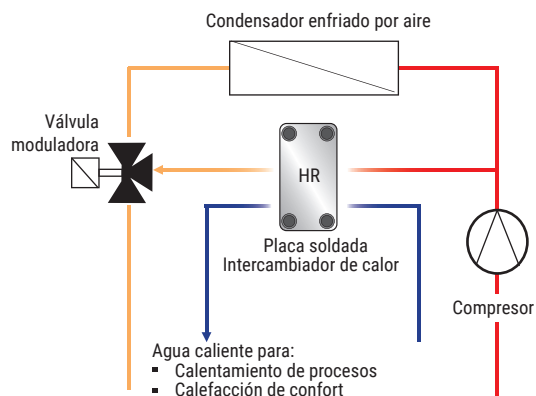 Condensador enfriado por aire
Válvula
moduladora
HR
Placa soldada
Intercambiador de calor
Compresor
Agua caliente para:
▪ Calentamiento de procesos
▪ Calefacción de confort